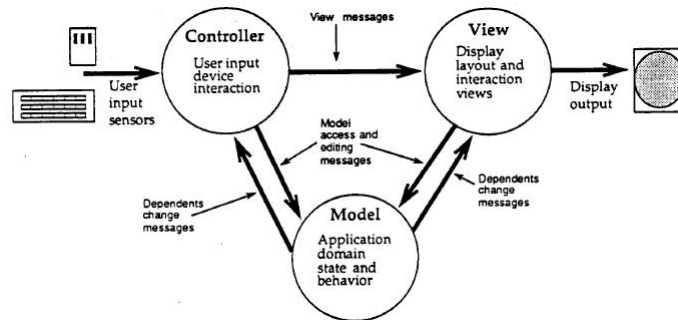 View messages
Controller
User input
device
interaction
View
Display
layout and
interaction
views
User
input
sensors
Display
output
Model
access and
editing
messages
Dependents
change
messages
Dependents
change
messages
Model
Application
domain
state and
behavior